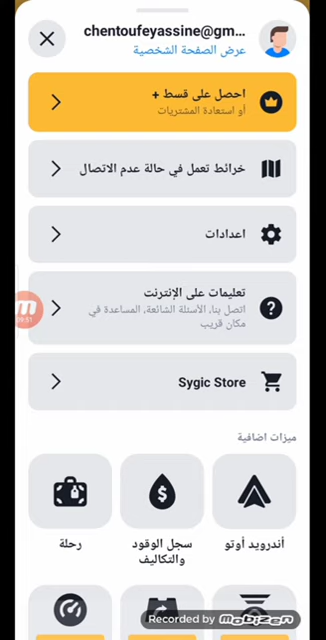 chentoufeyassine@gm...
عرض الصفحة الشخصية
احصل على قسط +
أو استعادة المشتريات
خرائط تعمل في حالة عدم الاتصال
اعدادات
تعليمات على الإنترنت
اتصل بنا، الأسئلة الشائعة، المساعدة في
مكان قريب
Sygic Store
ميزات اضافية
أندرويد أوتو
سجل الوقود
والتكاليف
رحلة
Recorded by Mobizen